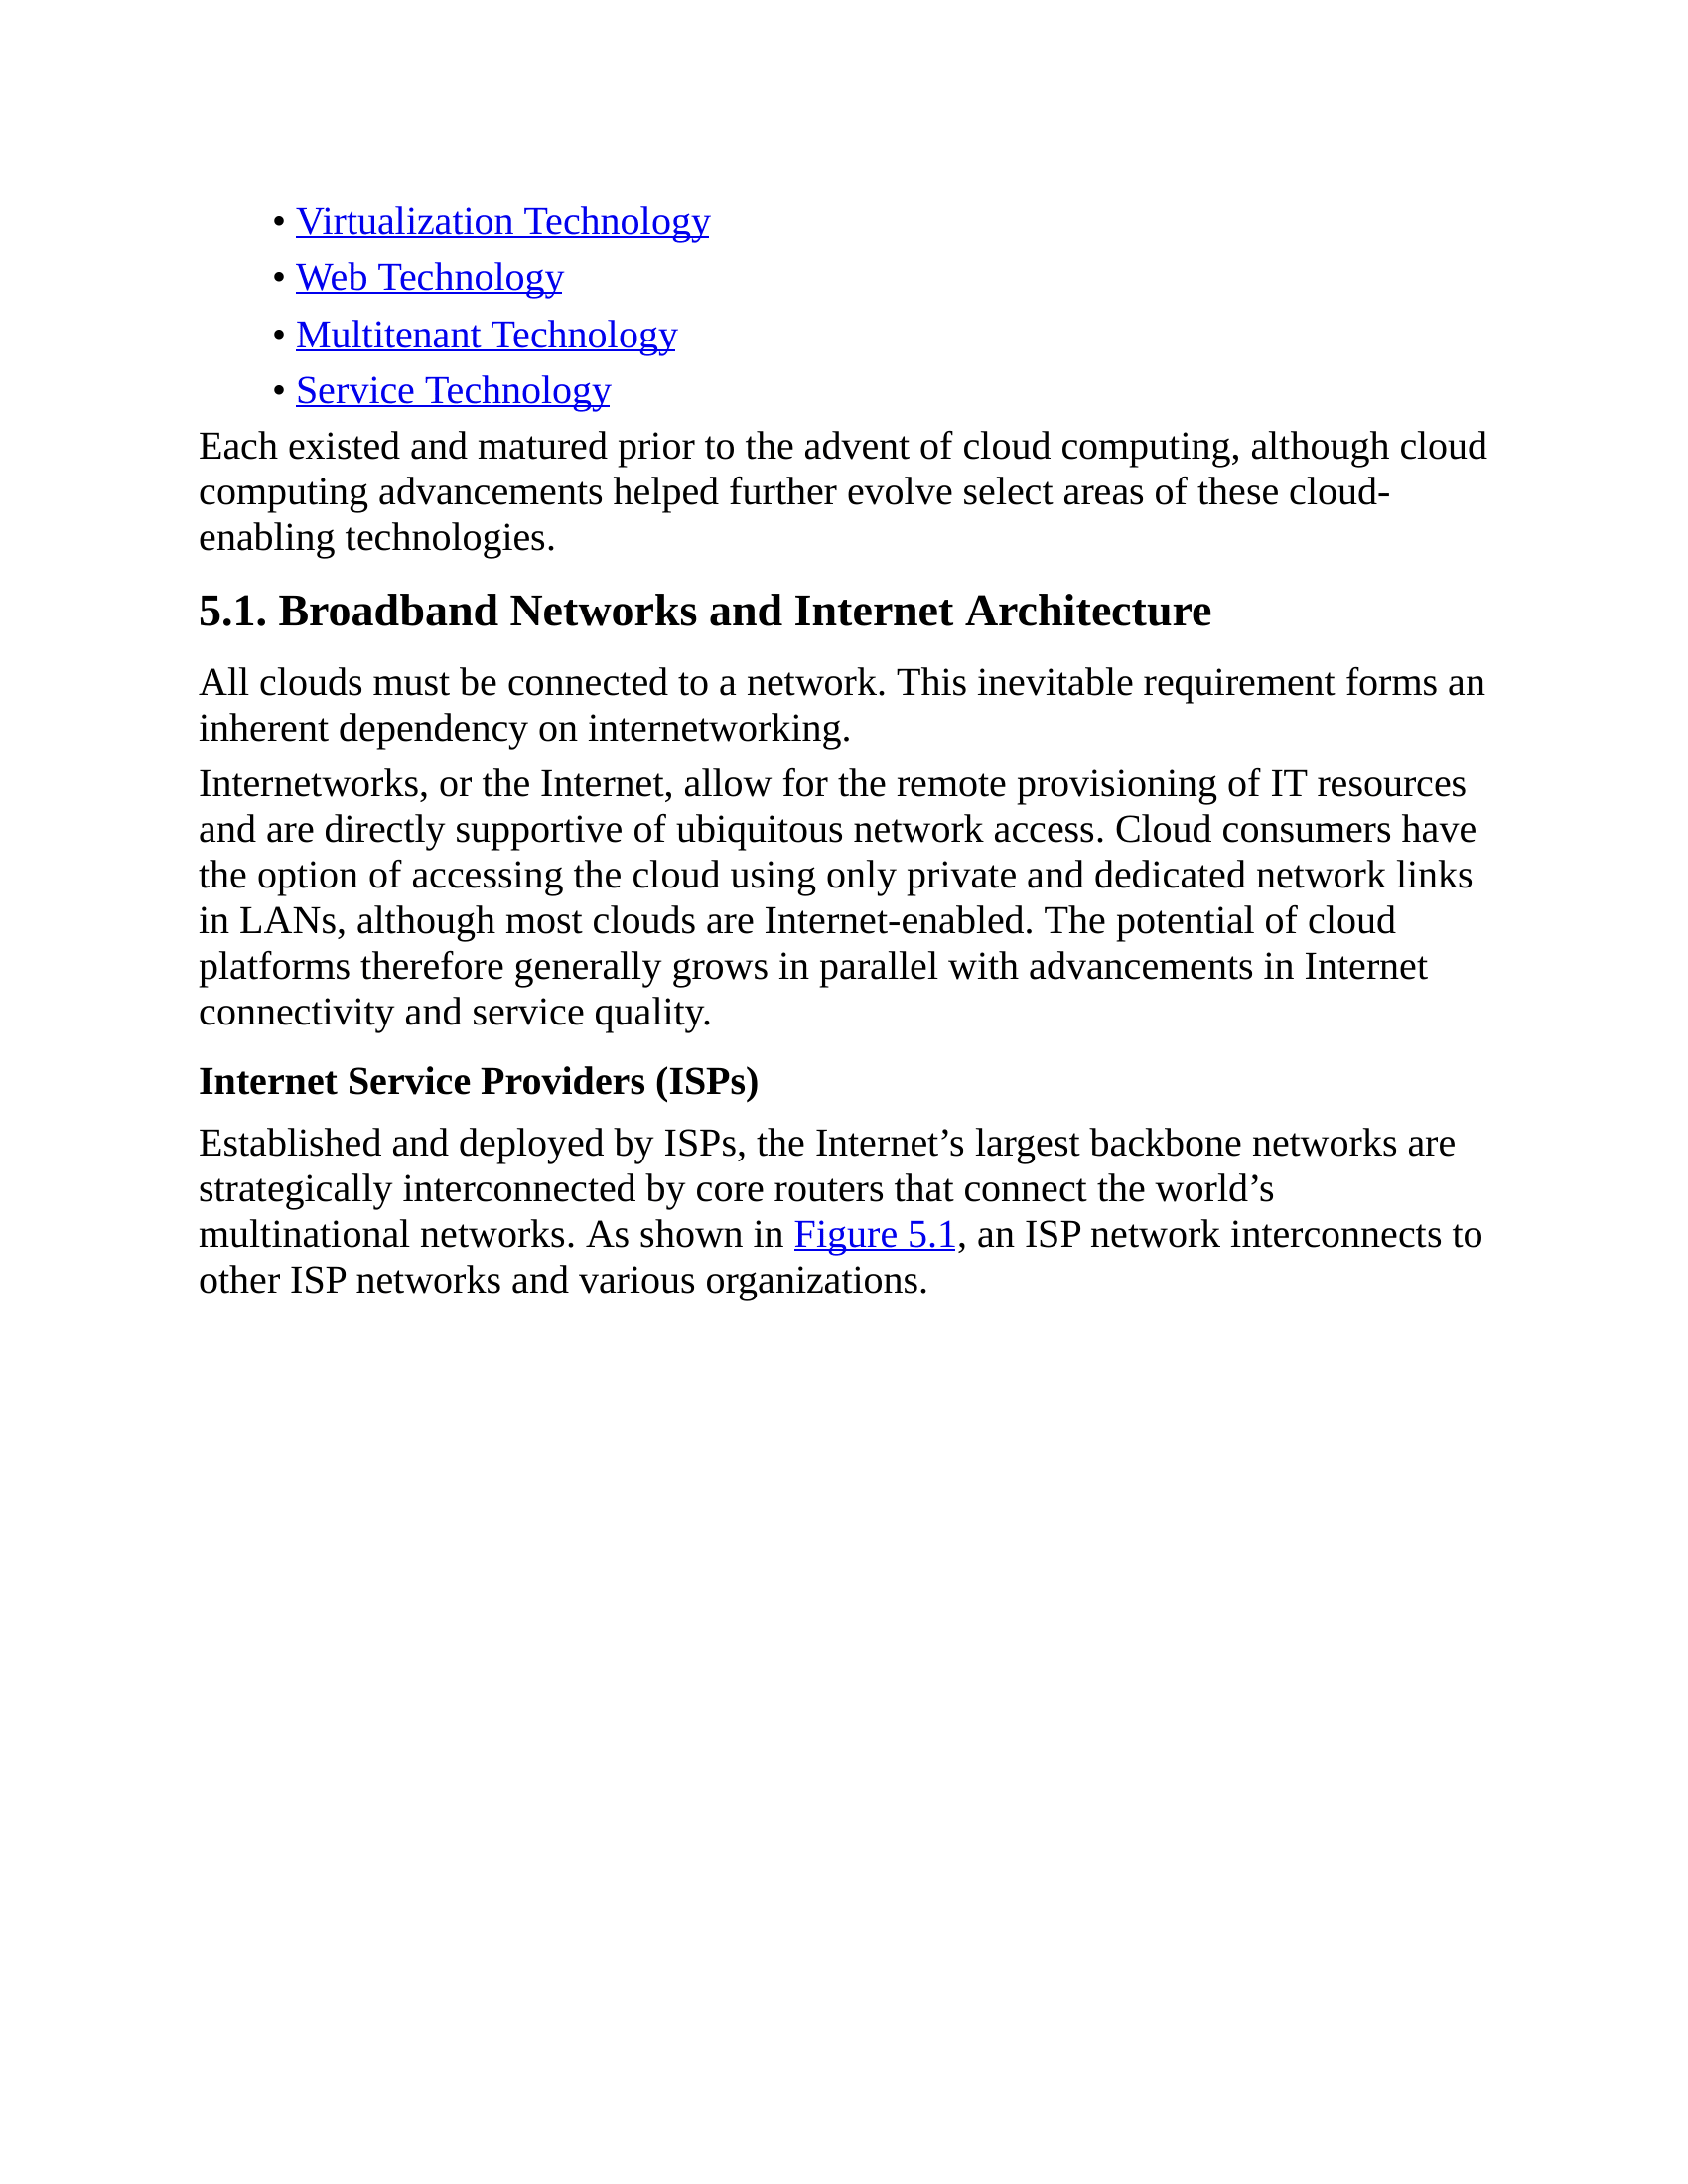 • Virtualization Technology
• Web Technology
• Multitenant Technology
• Service Technology
Each existed and matured prior to the advent of cloud computing, although cloud
computing advancements helped further evolve select areas of these cloud-
enabling technologies.
5.1. Broadband Networks and Internet Architecture
All clouds must be connected to a network. This inevitable requirement forms an
inherent dependency on internetworking.
Internetworks, or the Internet, allow for the remote provisioning of IT resources
and are directly supportive of ubiquitous network access. Cloud consumers have
the option of accessing the cloud using only private and dedicated network links
in LANs, although most clouds are Internet-enabled. The potential of cloud
platforms therefore generally grows in parallel with advancements in Internet
connectivity and service quality.
Internet Service Providers (ISPs)
Established and deployed by ISPs, the Internet’s largest backbone networks are
strategically interconnected by core routers that connect the world’s
multinational networks. As shown in Figure 5.1, an ISP network interconnects to
other ISP networks and various organizations.